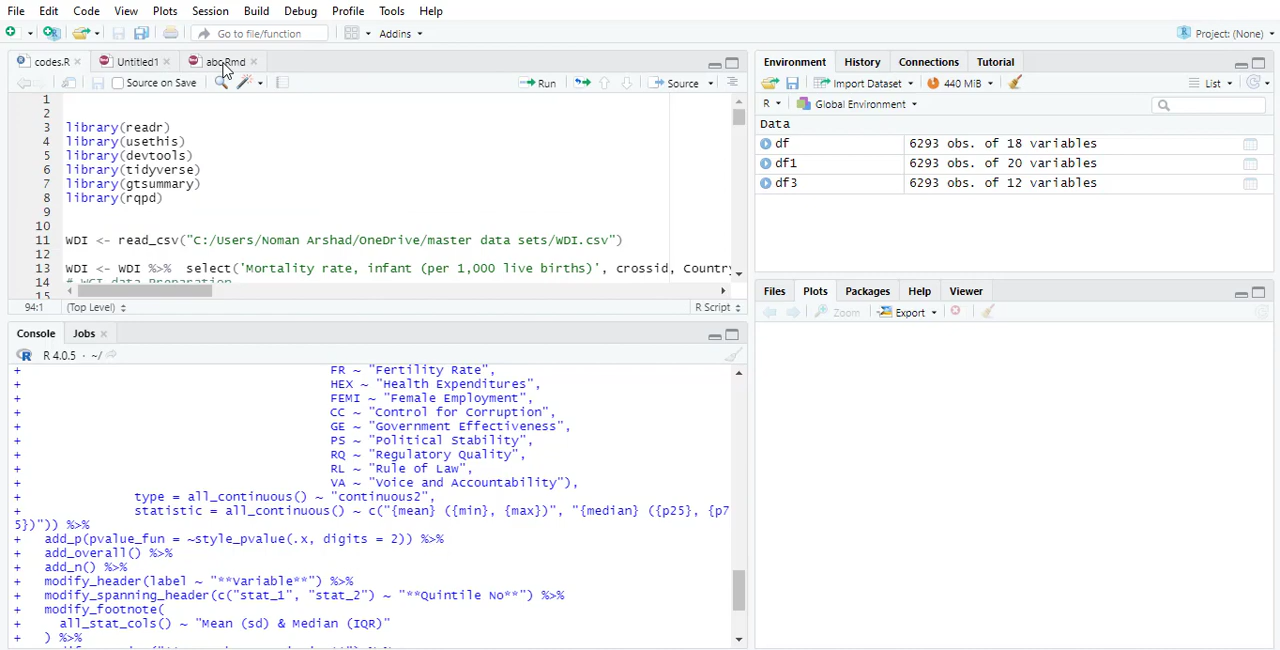 File Edit Code View Plots Session Build Debug Profile Tools Help
Go to file/function Addins Project: (None)
codes.R Untitled1 abc.Rmd
Source on Save Run Source
1
2
3 library(readr)
4 library(usethis)
5 library(devtools)
6 library(tidyverse)
7 library(gtsummary)
8 library(rqpd)
9
10
11 WDI <- read_csv("C:/Users/Noman Arshad/OneDrive/master data sets/WDI.csv")
12
13 WDI <- WDI %>% select('Mortality rate, infant (per 1,000 live births)', crossid, Country
14 # WGI data Preparation
15
94:1 (Top Level) R Script
Console Jobs
R 4.0.5 · ~/
+ FR ~ "Fertility Rate",
+ HEX ~ "Health Expenditures",
+ FEMI ~ "Female Employment",
+ CC ~ "Control for Corruption",
+ GE ~ "Government Effectiveness",
+ PS ~ "Political Stability",
+ RQ ~ "Regulatory Quality",
+ RL ~ "Rule of Law",
+ VA ~ "Voice and Accountability"),
+ type = all_continuous() ~ "continuous2",
+ statistic = all_continuous() ~ c("{mean} ({min}, {max})", "{median} ({p25}, {p7
5})")) %>%
+ add_p(pvalue_fun = ~style_pvalue(.x, digits = 2)) %>%
+ add_overall() %>%
+ add_n() %>%
+ modify_header(label ~ "**Variable**") %>%
+ modify_spanning_header(c("stat_1", "stat_2") ~ "**Quintile No**") %>%
+ modify_footnote(
+ all_stat_cols() ~ "Mean (sd) & Median (IQR)"
+ ) %>%
Environment History Connections Tutorial
Import Dataset 440 MiB List
R Global Environment
Data
df 6293 obs. of 18 variables
df1 6293 obs. of 20 variables
df3 6293 obs. of 12 variables
Files Plots Packages Help Viewer
Zoom Export